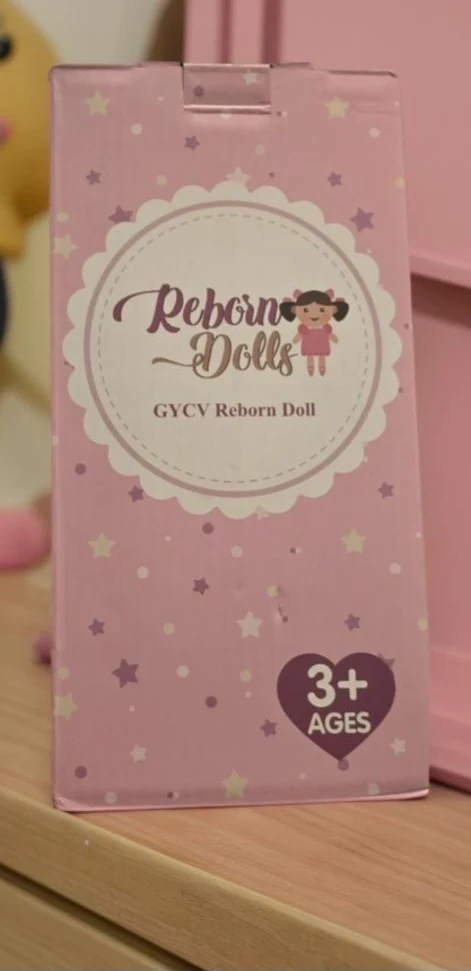 Reborn
Dolls
GYCV Reborn Doll
3+
AGES